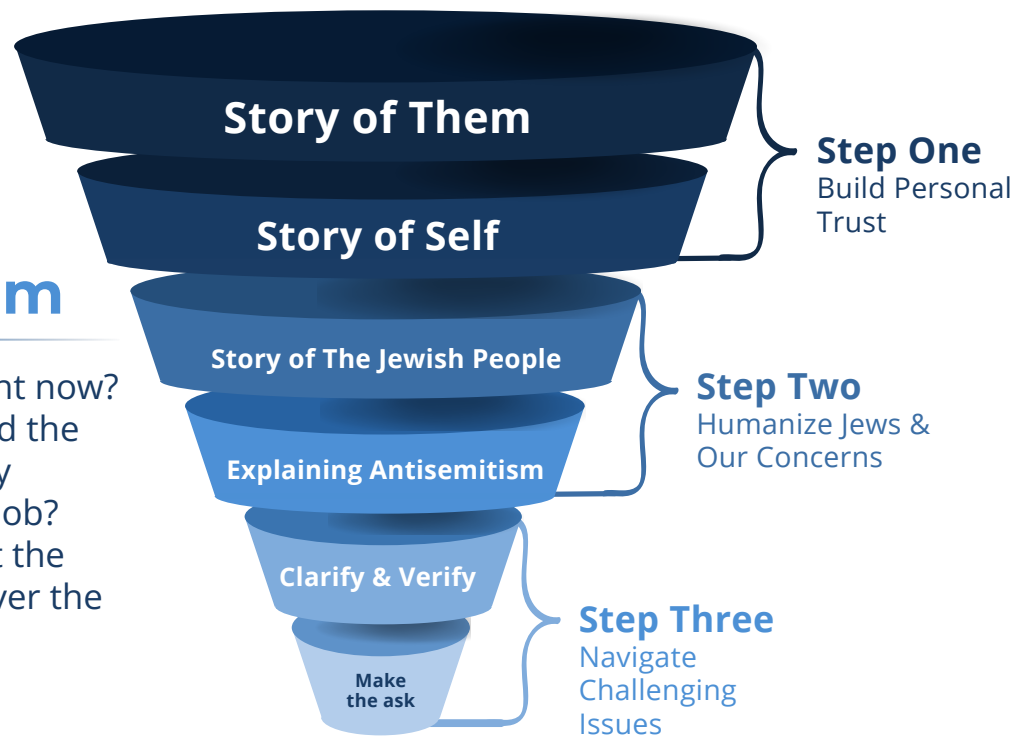 Story of Them
Story of Self
Story of The Jewish People
Explaining Antisemitism
Clarify & Verify
Make
the ask
Step One
Build Personal
Trust
Step Two
Humanize Jews &
Our Concerns
Step Three
Navigate
Challenging
Issues
m
nt now?
d the
y
ob?
t the
ver the